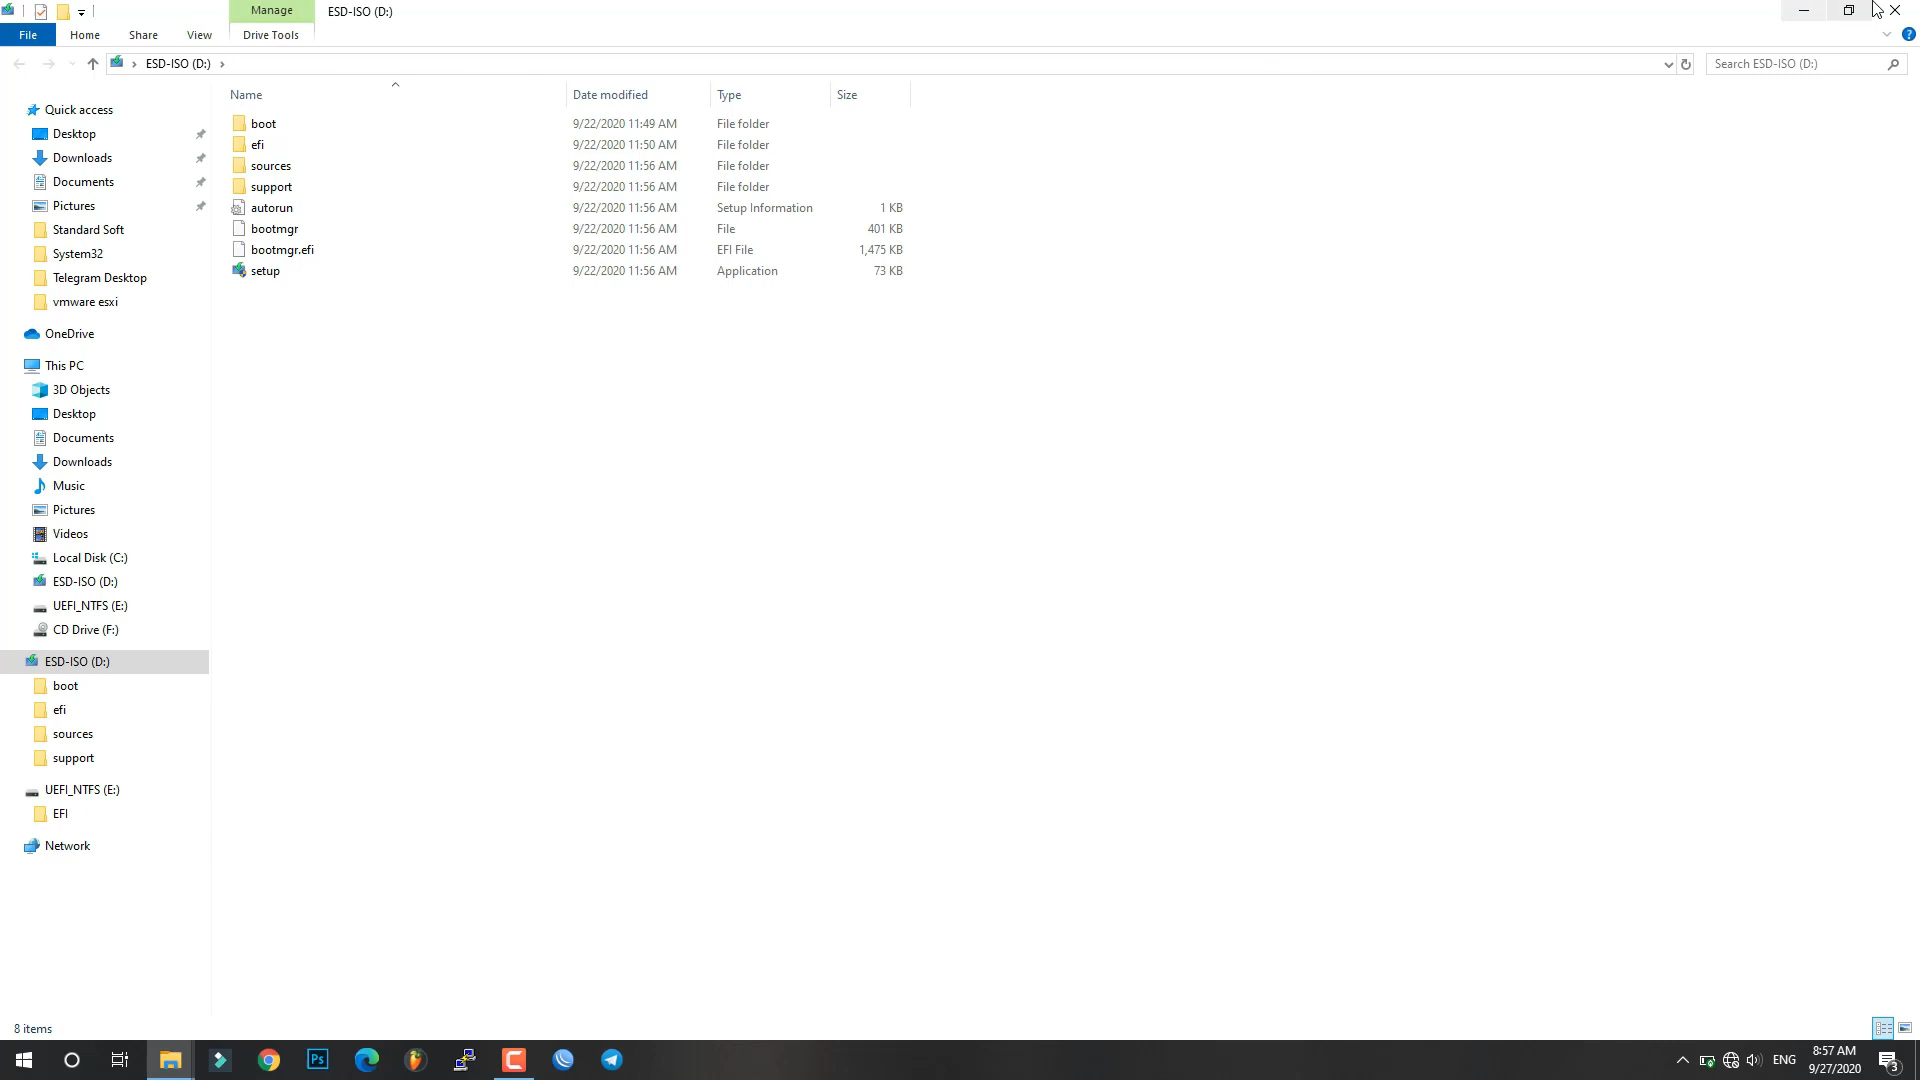 Manage
ESD-ISO (D:)
File
Home
Share
View
Drive Tools
ESD-ISO (D:)
Search ESD-ISO (D:)
Name
Date modified
Type
Size
boot 9/22/2020 11:49 AM File folder
efi 9/22/2020 11:50 AM File folder
sources 9/22/2020 11:56 AM File folder
support 9/22/2020 11:56 AM File folder
autorun 9/22/2020 11:56 AM Setup Information 1 KB
bootmgr 9/22/2020 11:56 AM File 401 KB
bootmgr.efi 9/22/2020 11:56 AM EFI File 1,475 KB
setup 9/22/2020 11:56 AM Application 73 KB
Quick access
Desktop
Downloads
Documents
Pictures
Standard Soft
System32
Telegram Desktop
vmware esxi
OneDrive
This PC
3D Objects
Desktop
Documents
Downloads
Music
Pictures
Videos
Local Disk (C:)
ESD-ISO (D:)
UEFI_NTFS (E:)
CD Drive (F:)
ESD-ISO (D:)
boot
efi
sources
support
UEFI_NTFS (E:)
EFI
Network
8 items
Ps
ENG
8:57 AM
9/27/2020
3